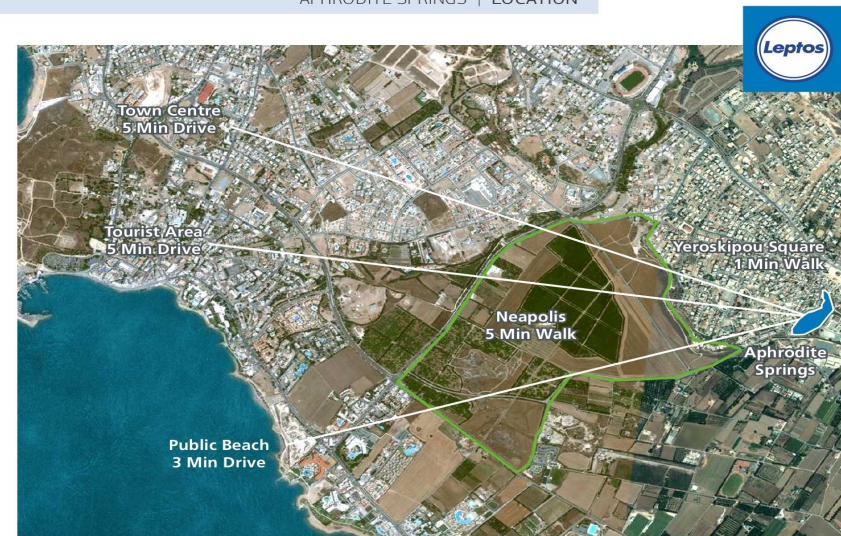 APHRODITE SPRINGS | LOCATION
Leptos
Town Centre
5 Min Drive
Tourist Area
5 Min Drive
Yeroskipou Square
1 Min Walk
Neapolis
5 Min Walk
Aphrodite
Springs
Public Beach
3 Min Drive